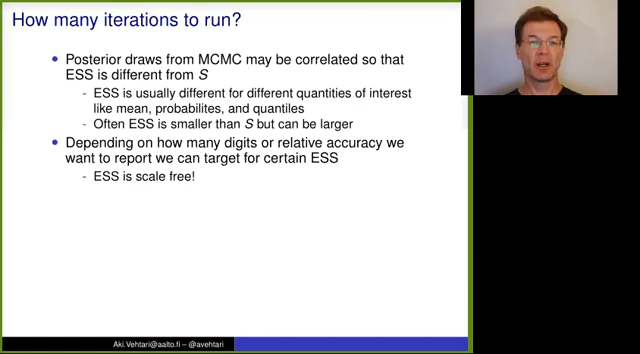 How many iterations to run?
Posterior draws from MCMC may be correlated so that
ESS is different from S
- ESS is usually different for different quantities of interest
like mean, probabilites, and quantiles
- Often ESS is smaller than S but can be larger
Depending on how many digits or relative accuracy we
want to report we can target for certain ESS
- ESS is scale free!
Aki.Vehtari@aalto.fi – @avehtari